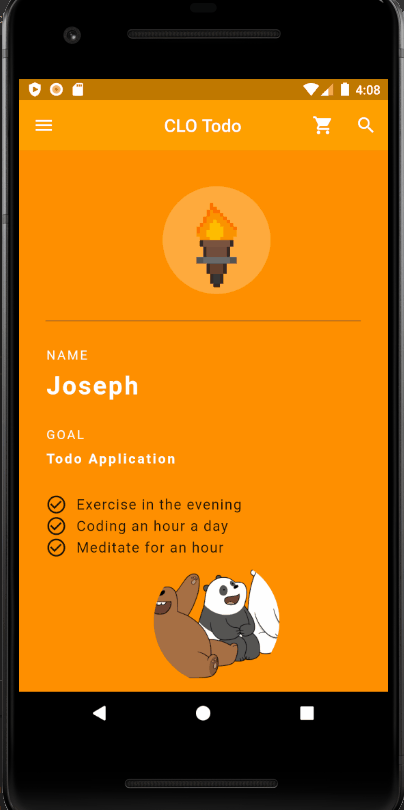 4:08
CLO Todo
NAME
Joseph
GOAL
Todo Application
Exercise in the evening
Coding an hour a day
Meditate for an hour